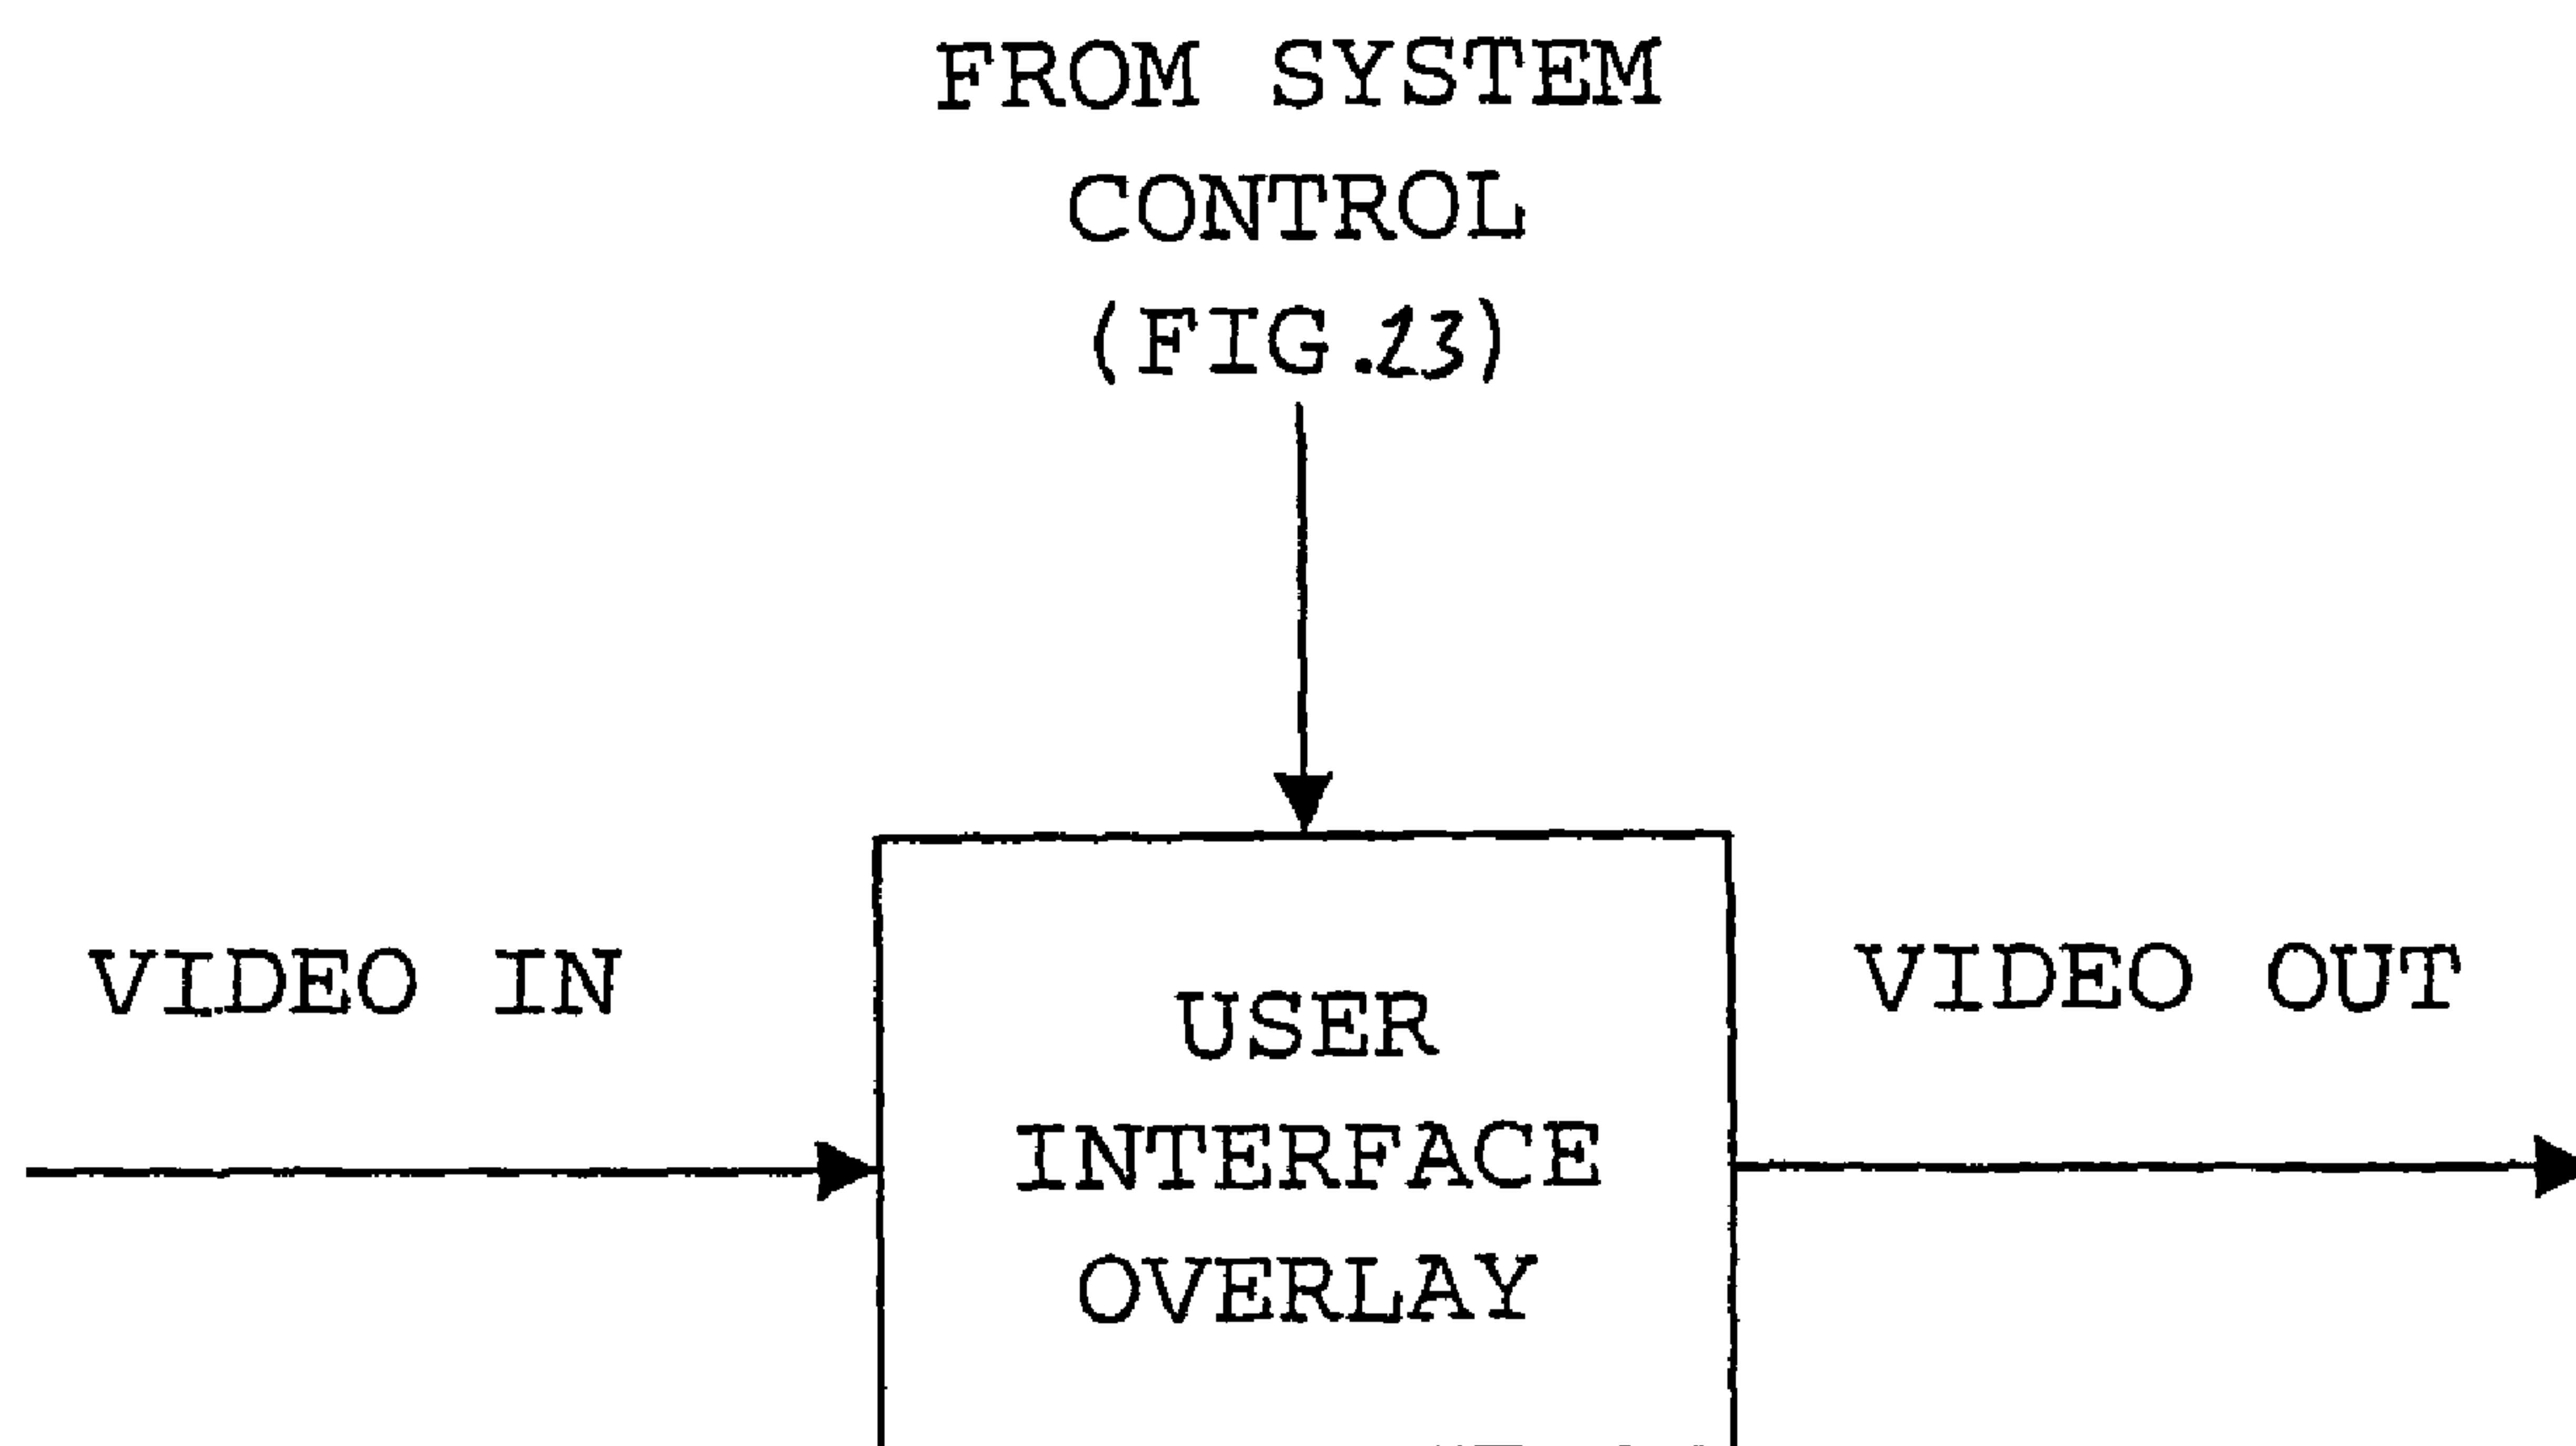 FROM SYSTEM
CONTROL
(FIG.23)
VIDEO IN
USER
INTERFACE
OVERLAY
VIDEO OUT